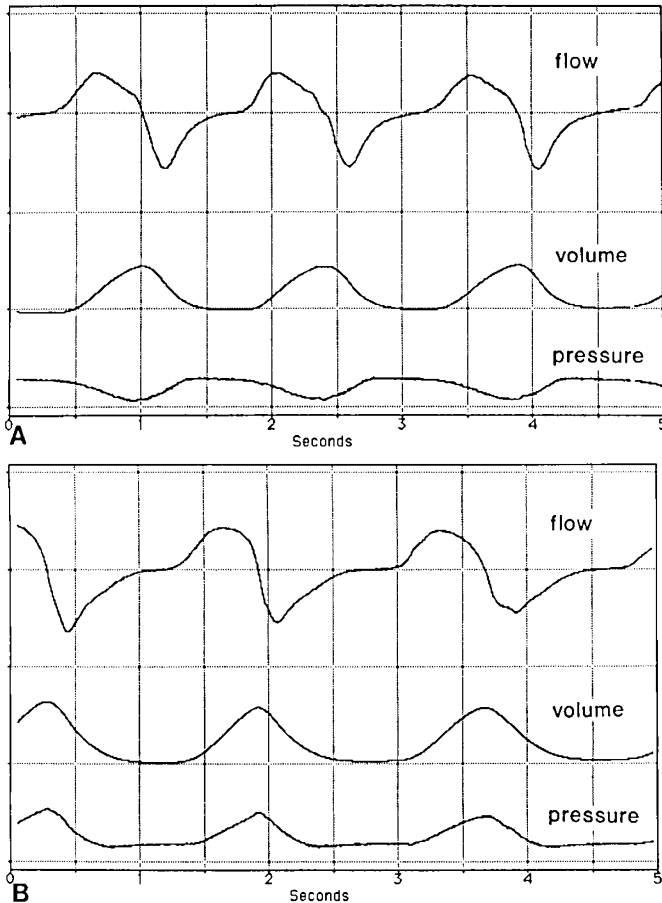 flow
volume
pressure
A
0 1 2 3 4 5
Seconds
flow
volume
pressure
B
0 1 2 3 4 5
Seconds